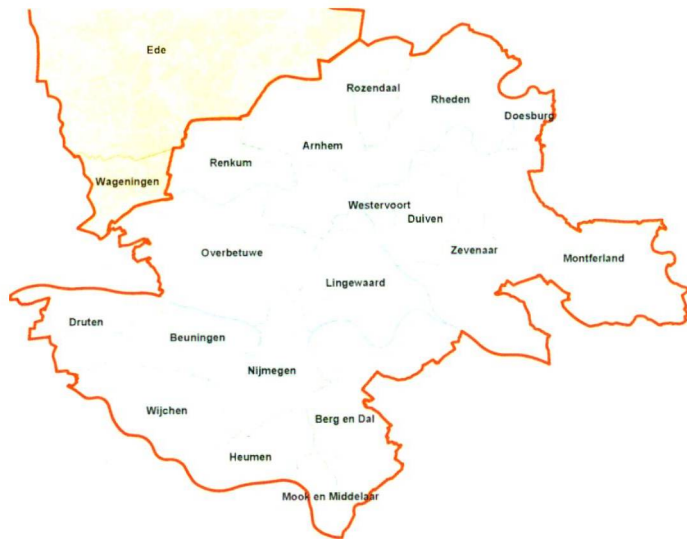 Ede
Rozendaal
Rheden
Doesburg
Arnhem
Renkum
Wageningen
Westervoort
Duiven
Overbetuwe
Zevenaar
Montferland
Lingewaard
Druten
Beuningen
Nijmegen
Wijchen
Berg en Dal
Heumen
Mook en Middelaar